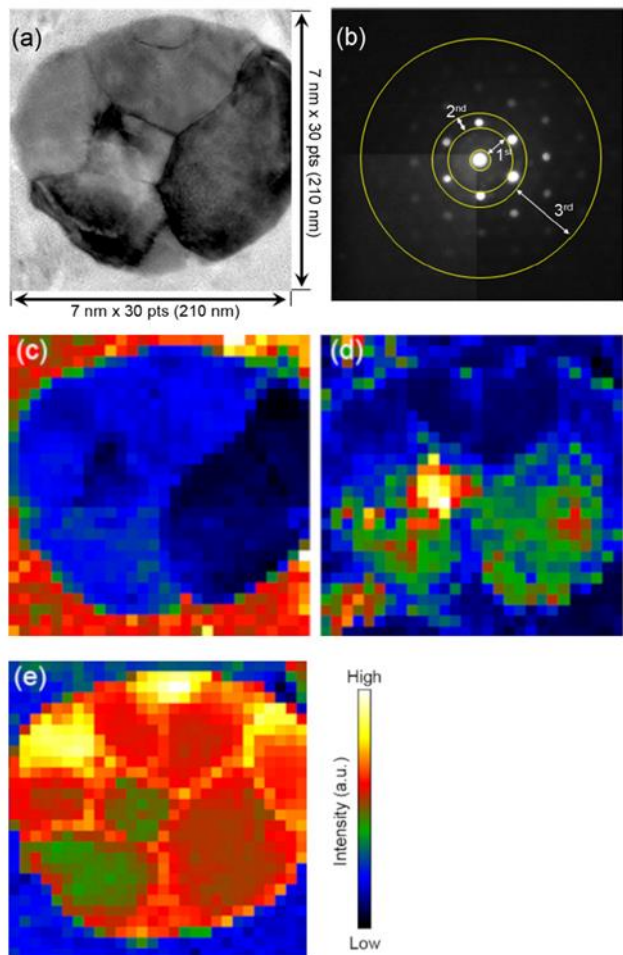 (a)
7 nm x 30 pts (210 nm)
7 nm x 30 pts (210 nm)
(b)
2nd
1st
3rd
(c)
(d)
(e)
High
Intensity (a.u.)
Low